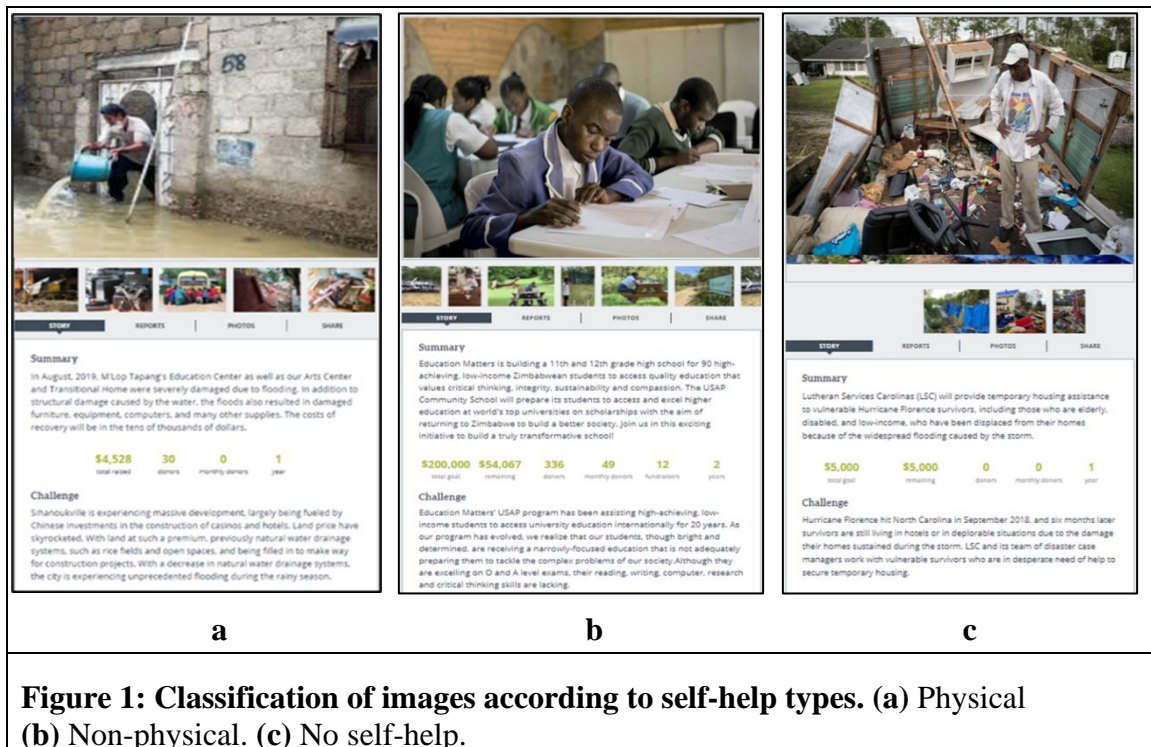 58
STORY REPORTS PHOTOS SHARE
Summary
In August, 2019, M'Lop Tapang's Education Center as well as our Arts Center
and Transitional Home were severely damaged due to flooding. In addition to
structural damage caused by the water, the floods also resulted in damaged
furniture, equipment, computers, and many other supplies. The costs of
recovery will be in the tens of thousands of dollars.
$4,528 30 0 1
total raised donors monthly donors year
Challenge
Sihanoukville is experiencing massive development, largely being fueled by
Chinese investments in the construction of casinos and hotels. Land price have
skyrocketed. With land at such a premium, previously natural water drainage
systems, such as rice fields and open spaces, and being filled in to make way
for construction projects. With a decrease in natural water drainage systems,
the city is experiencing unprecedented flooding during the rainy season.
a
STORY REPORTS PHOTOS SHARE
Summary
Education Matters is building a 11th and 12th grade high school for 90 high-
achieving, low-income Zimbabwean students to access quality education that
values critical thinking, integrity, sustainability and compassion. The USAP
Community School will prepare its students to access and excel higher
education at world's top universities on scholarships with the aim of
returning to Zimbabwe to build a better society. Join us in this exciting
initiative to build a truly transformative school!
$200,000 $54,067 336 49 12 2
total goal remaining donors monthly donors fundraisers years
Challenge
Education Matters' USAP program has been assisting high-achieving, low-
income students to access university education internationally for 20 years. As
our program has evolved, we realize that our students, though bright and
determined, are receiving a narrowly-focused education that is not adequately
preparing them to tackle the complex problems of our society.Although they
are excelling on O and A level exams, their reading, writing, computer, research
and critical thinking skills are lacking.
b
STORY REPORTS PHOTOS SHARE
Summary
Lutheran Services Carolinas (LSC) will provide temporary housing assistance
to vulnerable Hurricane Florence survivors, including those who are elderly,
disabled, and low-income, who have been displaced from their homes
because of the widespread flooding caused by the storm.
$5,000 $5,000 0 0 1
total goal remaining donors monthly donors year
Challenge
Hurricane Florence hit North Carolina in September 2018, and six months later
survivors are still living in hotels or in deplorable situations due to the damage
their homes sustained during the storm. LSC and its team of disaster case
managers work with vulnerable survivors who are in desperate need of help to
secure temporary housing.
c
Figure 1: Classification of images according to self-help types. (a) Physical
(b) Non-physical. (c) No self-help.